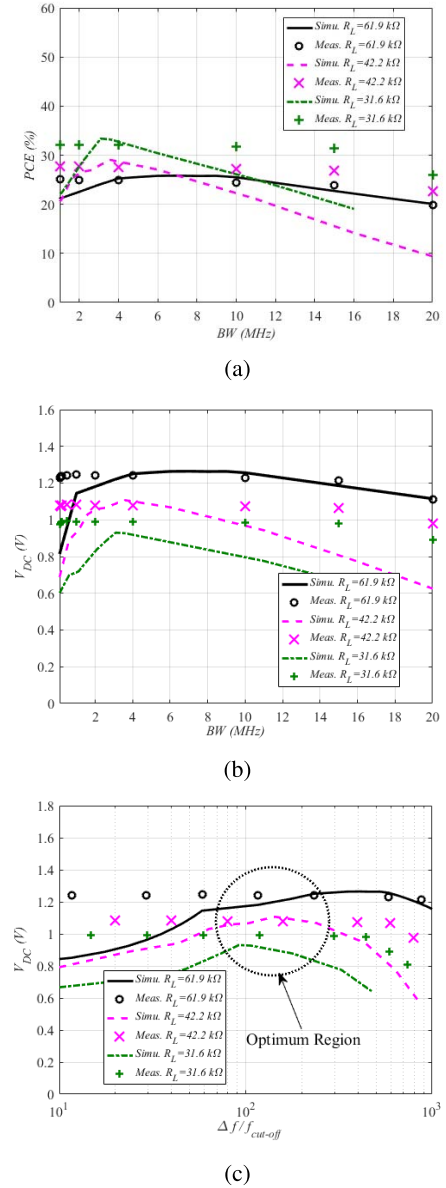 60
50
40
30
20
10
0
PCE (%)
Simu. R_L=61.9 kΩ
Meas. R_L=61.9 kΩ
Simu. R_L=42.2 kΩ
Meas. R_L=42.2 kΩ
Simu. R_L=31.6 kΩ
Meas. R_L=31.6 kΩ
2 4 6 8 10 12 14 16 18 20
BW (MHz)
(a)
1.6
1.4
1.2
1
0.8
0.6
0.4
0.2
0
V_DC (V)
Simu. R_L=61.9 kΩ
Meas. R_L=61.9 kΩ
Simu. R_L=42.2 kΩ
Meas. R_L=42.2 kΩ
Simu. R_L=31.6 kΩ
Meas. R_L=31.6 kΩ
2 4 6 8 10 12 14 16 18 20
BW (MHz)
(b)
1.8
1.6
1.4
1.2
1
0.8
0.6
0.4
0.2
0
V_DC (V)
Simu. R_L=61.9 kΩ
Meas. R_L=61.9 kΩ
Simu. R_L=42.2 kΩ
Meas. R_L=42.2 kΩ
Simu. R_L=31.6 kΩ
Meas. R_L=31.6 kΩ
Optimum Region
10^1 10^2 10^3
Δ f / f_cut-off
(c)